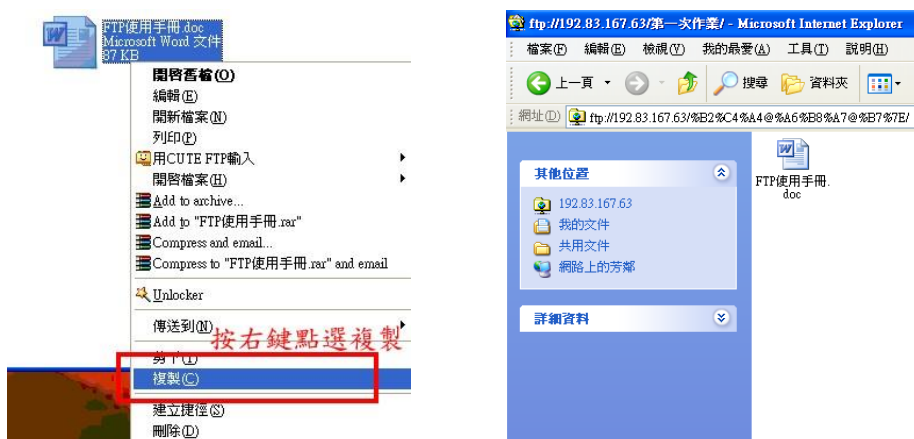 FTP使用手冊.doc
Microsoft Word 文件
87 KB
開啓舊檔(O)
編輯(E)
開新檔案(N)
列印(P)
用CUTE FTP輸入
開啓檔案(H)
Add to archive...
Add to "FTP使用手冊.rar"
Compress and email...
Compress to "FTP使用手冊.rar" and email
Unlocker
傳送到(N)
按右鍵點選複製
剪下(T)
複製(C)
建立捷徑(S)
刪除(D)
ftp://192.83.167.63/第一次作業/ - Microsoft Internet Explorer
檔案(F) 編輯(E) 檢視(V) 我的最愛(A) 工具(T) 說明(H)
上一頁 搜尋 資料夾
網址(D) ftp://192.83.167.63/%B2%C4%A4@%A6%B8%A7@%B7%7E/
其他位置
192.83.167.63
我的文件
共用文件
網路上的芳鄰
詳細資料
FTP使用手冊.
doc